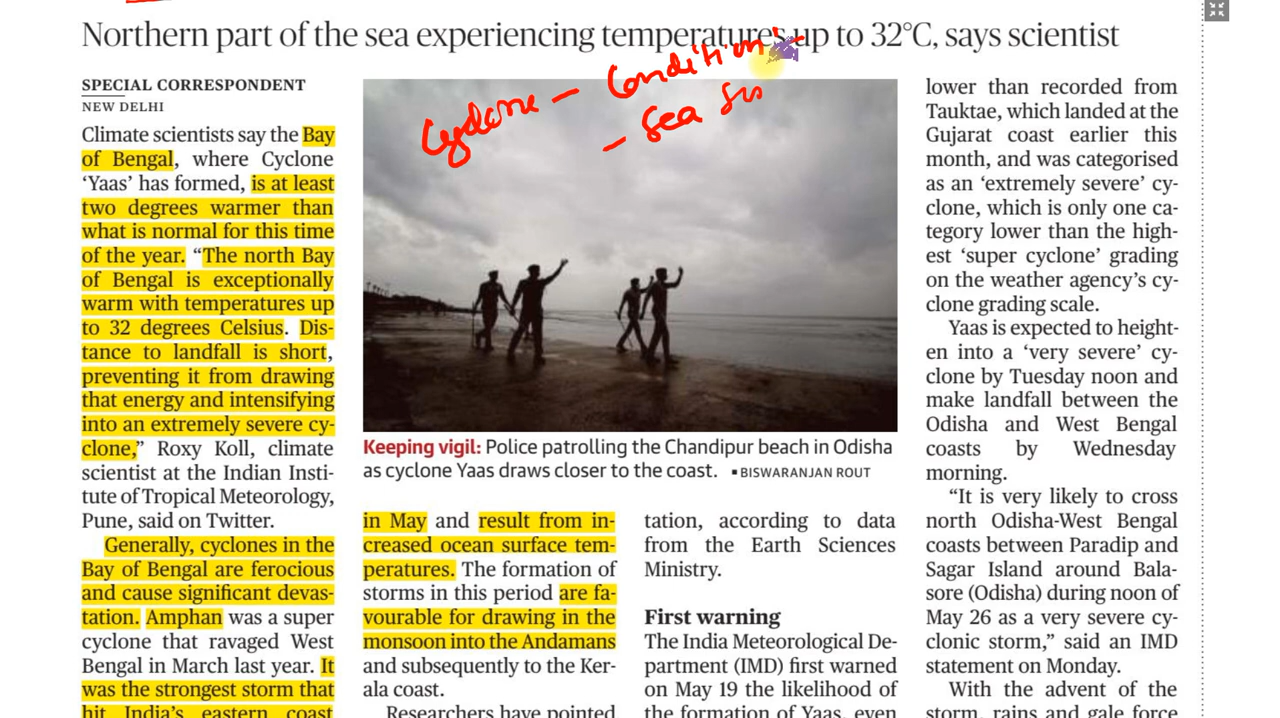 Northern part of the sea experiencing temperatures up to 32°C, says scientist
Cyclone – Condition –
– Sea
SPECIAL CORRESPONDENT
NEW DELHI
Climate scientists say the Bay
of Bengal, where Cyclone
‘Yaas’ has formed, is at least
two degrees warmer than
what is normal for this time
of the year. “The north Bay
of Bengal is exceptionally
warm with temperatures up
to 32 degrees Celsius. Dis-
tance to landfall is short,
preventing it from drawing
that energy and intensifying
into an extremely severe cy-
clone,” Roxy Koll, climate
scientist at the Indian Insti-
tute of Tropical Meteorology,
Pune, said on Twitter.
Generally, cyclones in the
Bay of Bengal are ferocious
and cause significant devas-
tation. Amphan was a super
cyclone that ravaged West
Bengal in March last year. It
was the strongest storm that
hit India’s eastern coast
Keeping vigil: Police patrolling the Chandipur beach in Odisha
as cyclone Yaas draws closer to the coast. ▪ BISWARANJAN ROUT
in May and result from in-
creased ocean surface tem-
peratures. The formation of
storms in this period are fa-
vourable for drawing in the
monsoon into the Andamans
and subsequently to the Ker-
ala coast.
Researchers have pointed
tation, according to data
from the Earth Sciences
Ministry.
First warning
The India Meteorological De-
partment (IMD) first warned
on May 19 the likelihood of
the formation of Yaas, even
lower than recorded from
Tauktae, which landed at the
Gujarat coast earlier this
month, and was categorised
as an ‘extremely severe’ cy-
clone, which is only one ca-
tegory lower than the high-
est ‘super cyclone’ grading
on the weather agency’s cy-
clone grading scale.
Yaas is expected to height-
en into a ‘very severe’ cy-
clone by Tuesday noon and
make landfall between the
Odisha and West Bengal
coasts by Wednesday
morning.
“It is very likely to cross
north Odisha-West Bengal
coasts between Paradip and
Sagar Island around Bala-
sore (Odisha) during noon of
May 26 as a very severe cy-
clonic storm,” said an IMD
statement on Monday.
With the advent of the
storm, rains and gale force